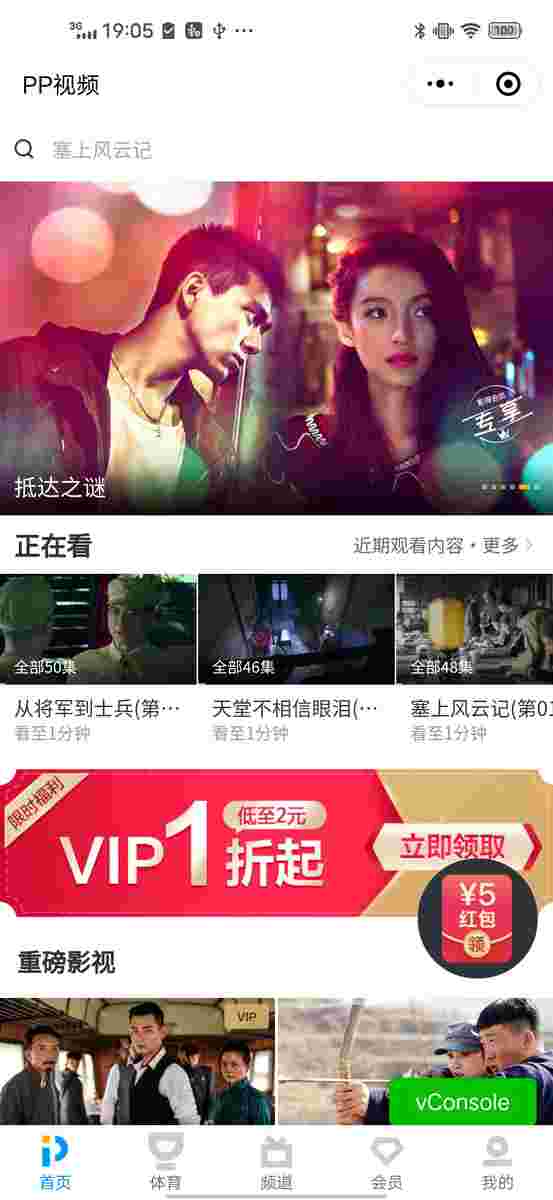 3G 19:05 100
PP视频
塞上风云记
专享
抵达之谜
正在看
近期观看内容·更多
全部50集
全部46集
全部48集
从将军到士兵(第…
天堂不相信眼泪(…
塞上风云记(第01
看至1分钟
看至1分钟
看至1分钟
限时福利
VIP1折起
低至2元
立即领取
¥5
红包
领
重磅影视
VIP
vConsole
首页
体育
频道
会员
我的